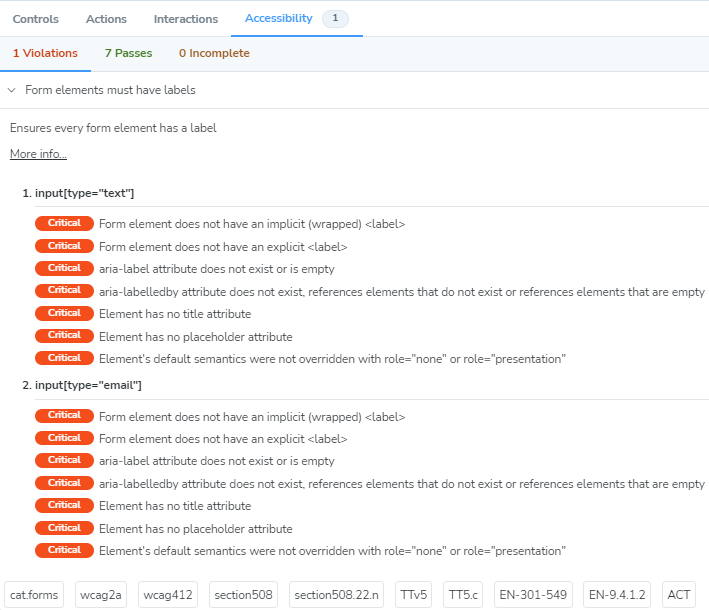 Controls Actions Interactions Accessibility 1
1 Violations 7 Passes 0 Incomplete
Form elements must have labels
Ensures every form element has a label
More info...
1. input[type="text"]
Critical Form element does not have an implicit (wrapped) <label>
Critical Form element does not have an explicit <label>
Critical aria-label attribute does not exist or is empty
Critical aria-labelledby attribute does not exist, references elements that do not exist or references elements that are empty
Critical Element has no title attribute
Critical Element has no placeholder attribute
Critical Element's default semantics were not overridden with role="none" or role="presentation"
2. input[type="email"]
Critical Form element does not have an implicit (wrapped) <label>
Critical Form element does not have an explicit <label>
Critical aria-label attribute does not exist or is empty
Critical aria-labelledby attribute does not exist, references elements that do not exist or references elements that are empty
Critical Element has no title attribute
Critical Element has no placeholder attribute
Critical Element's default semantics were not overridden with role="none" or role="presentation"
cat.forms wcag2a wcag412 section508 section508.22.n TTv5 TT5.c EN-301-549 EN-9.4.1.2 ACT